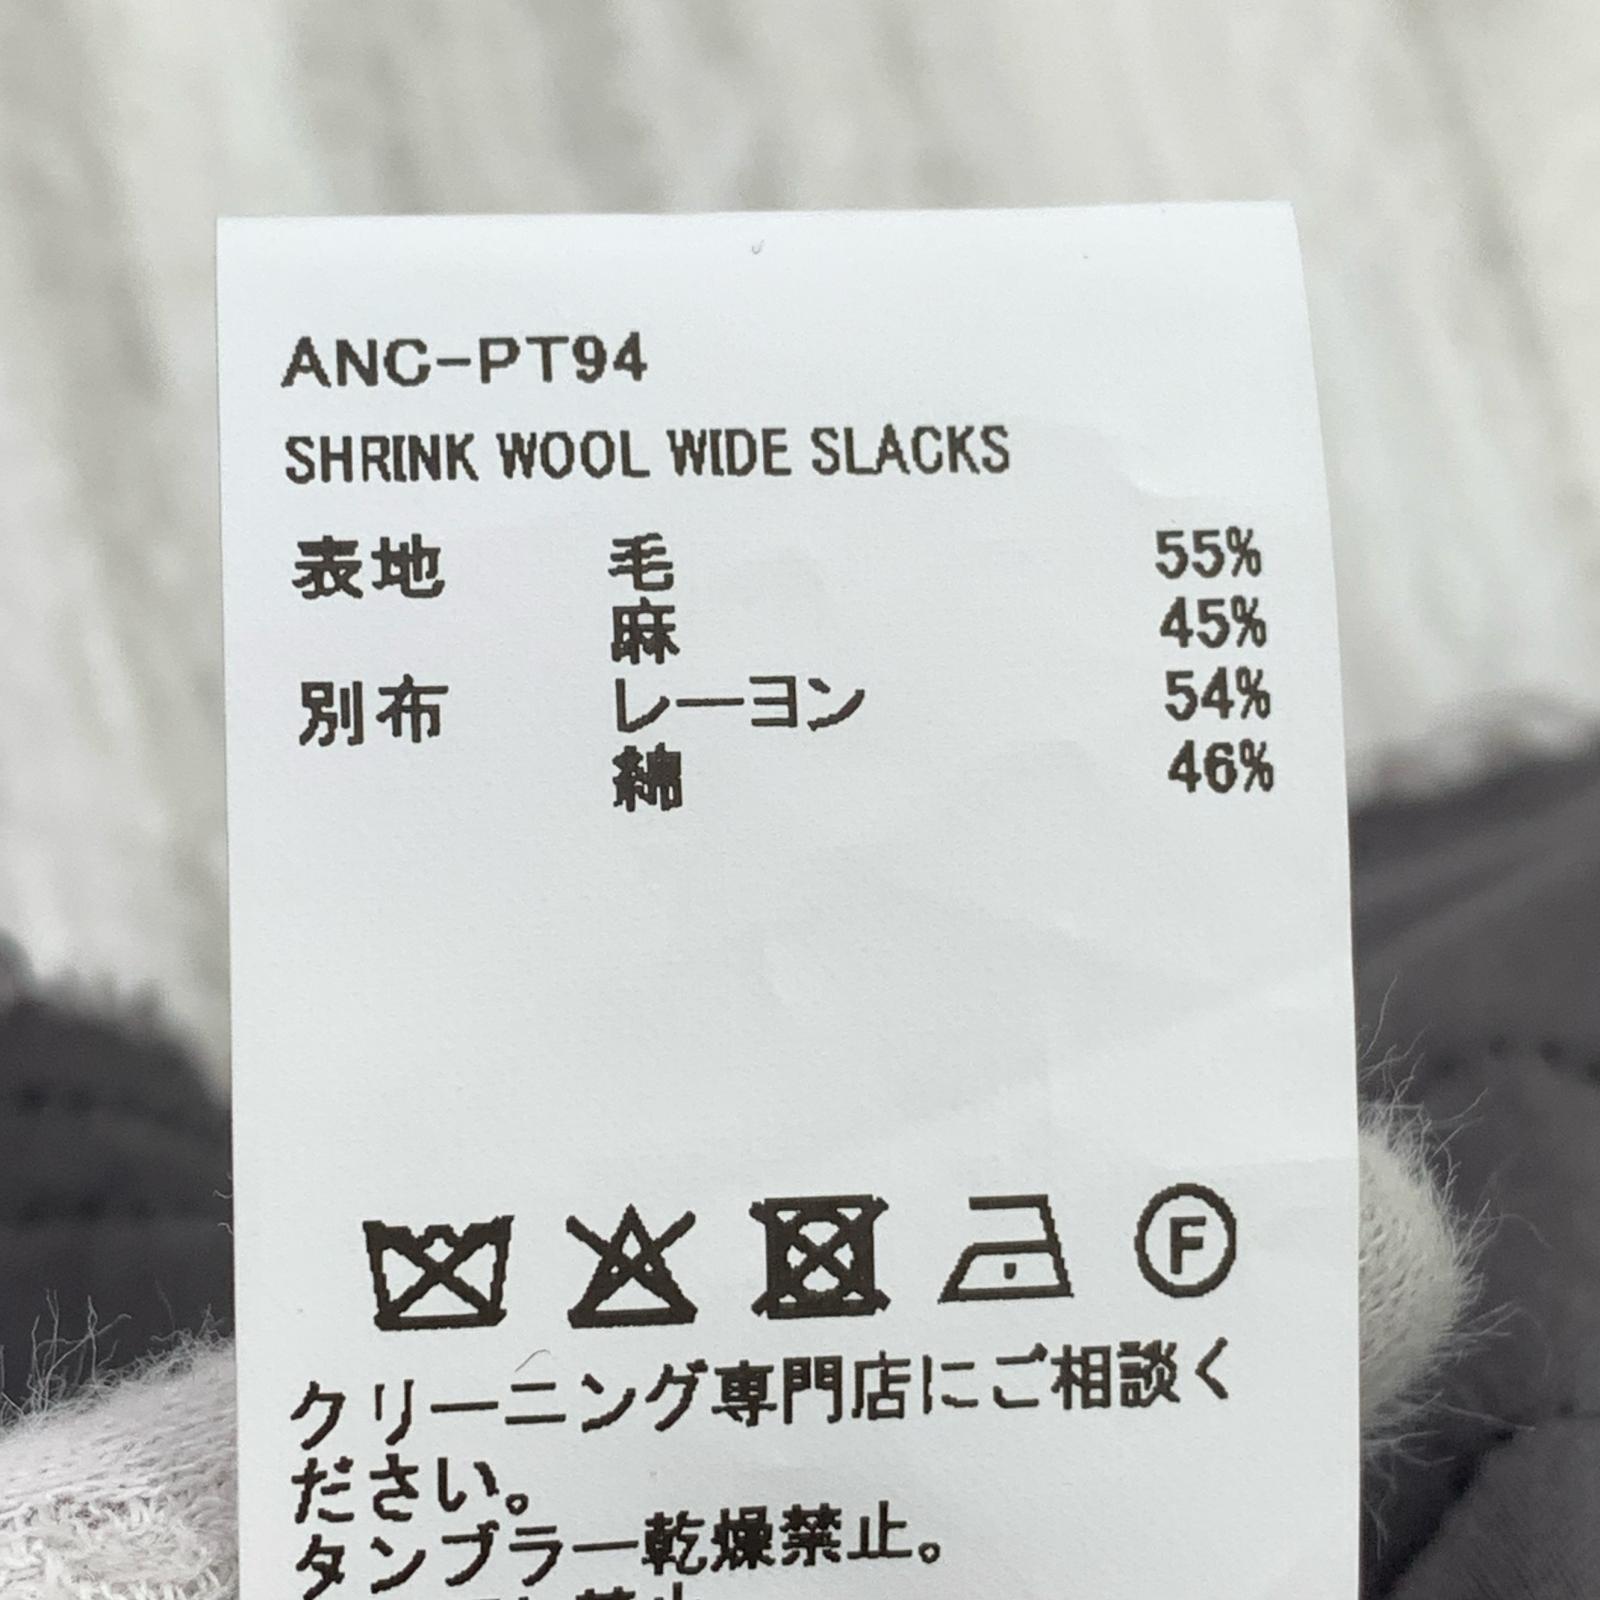 ANC-PT94
SHRINK WOOL WIDE SLACKS
表地 毛 55%
麻 45%
別布 レーヨン 54%
綿 46%
F
クリーニング専門店にご相談く
ださい。
タンブラー乾燥禁止。